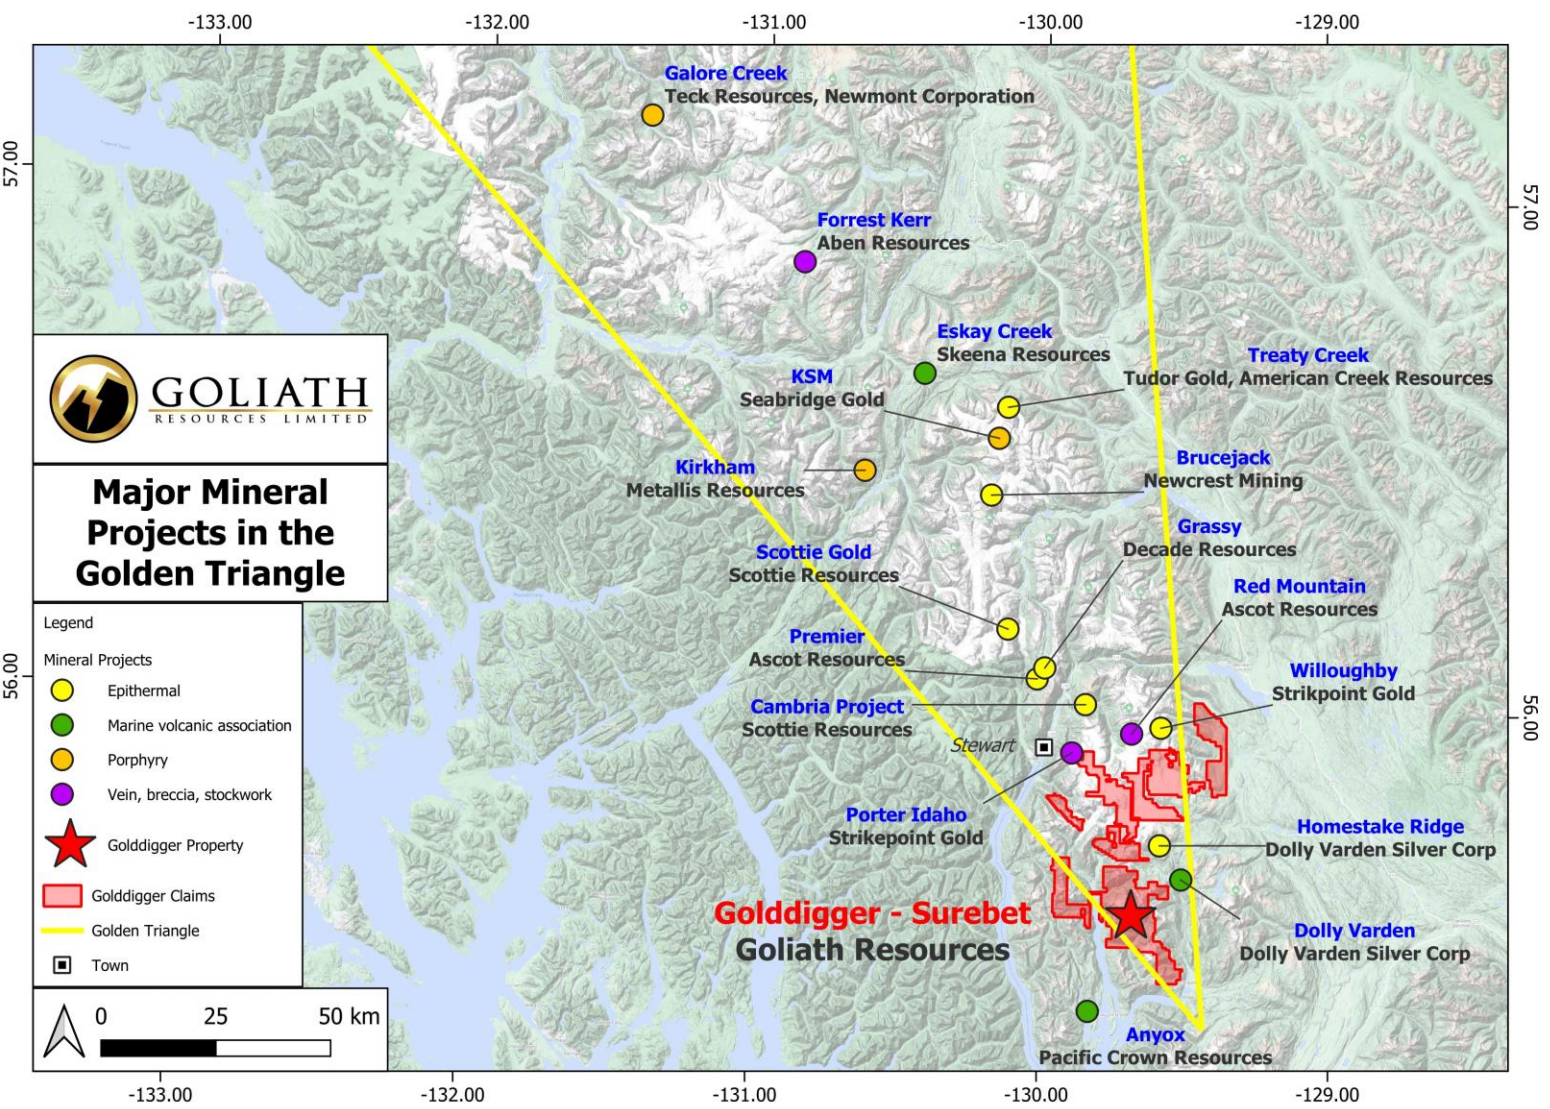 -133.00
-132.00
-131.00
-130.00
-129.00
57.00
56.00
57.00
56.00
Galore Creek
Teck Resources, Newmont Corporation
Forrest Kerr
Aben Resources
Eskay Creek
Skeena Resources
Treaty Creek
Tudor Gold, American Creek Resources
KSM
Seabridge Gold
Kirkham
Metallis Resources
Brucejack
Newcrest Mining
Grassy
Decade Resources
Scottie Gold
Scottie Resources
Red Mountain
Ascot Resources
Premier
Ascot Resources
Willoughby
Strikpoint Gold
Cambria Project
Scottie Resources
Stewart
Porter Idaho
Strikepoint Gold
Homestake Ridge
Dolly Varden Silver Corp
Golddigger - Surebet
Goliath Resources
Dolly Varden
Dolly Varden Silver Corp
Anyox
Pacific Crown Resources
GOLIATH
RESOURCES LIMITED
Major Mineral
Projects in the
Golden Triangle
Legend
Mineral Projects
Epithermal
Marine volcanic association
Porphyry
Vein, breccia, stockwork
Golddigger Property
Golddigger Claims
Golden Triangle
Town
0 25 50 km
-133.00
-132.00
-131.00
-130.00
-129.00